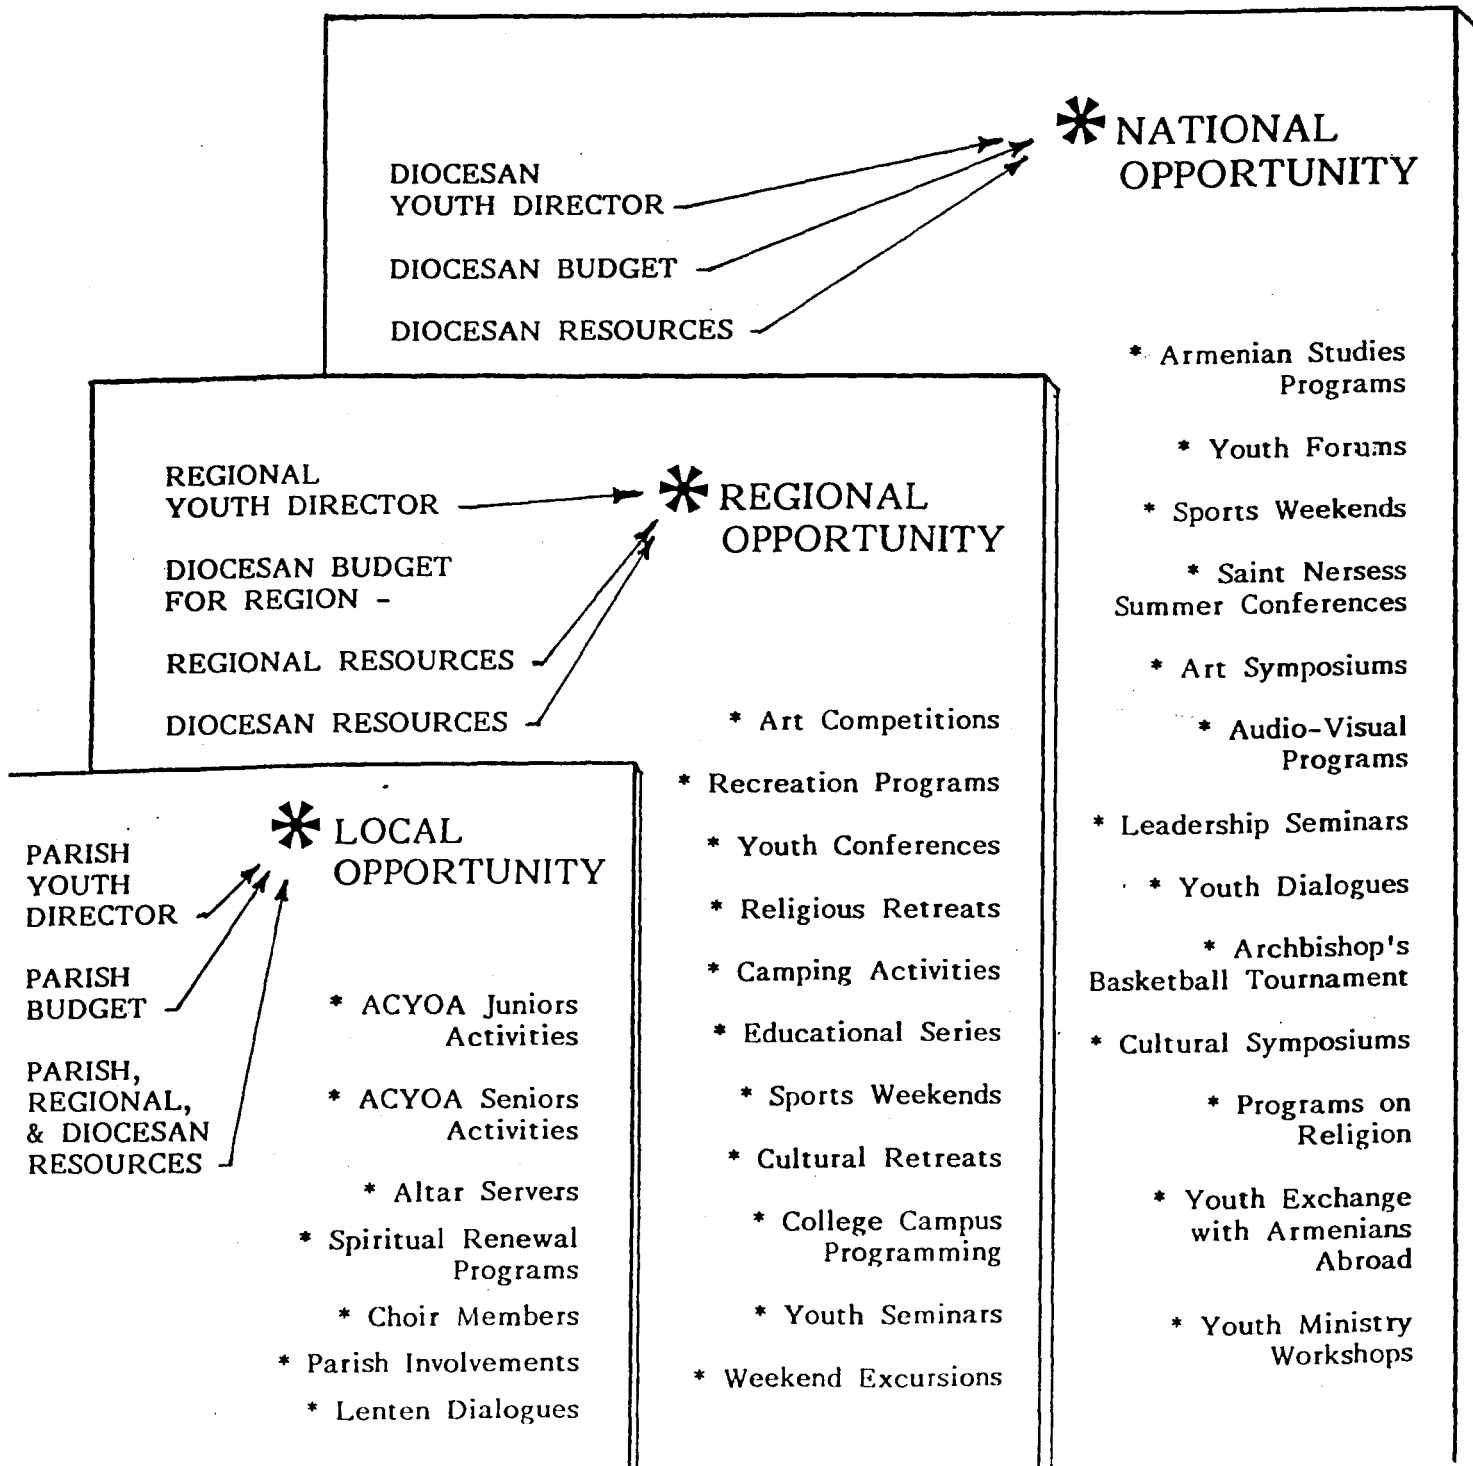 * NATIONAL
OPPORTUNITY
DIOCESAN
YOUTH DIRECTOR
DIOCESAN BUDGET
DIOCESAN RESOURCES
* Armenian Studies
Programs
* Youth Forums
* Sports Weekends
* Saint Nersess
Summer Conferences
* Art Symposiums
* Audio-Visual
Programs
* Leadership Seminars
* Youth Dialogues
* Archbishop's
Basketball Tournament
* Cultural Symposiums
* Programs on
Religion
* Youth Exchange
with Armenians
Abroad
* Youth Ministry
Workshops
* REGIONAL
OPPORTUNITY
REGIONAL
YOUTH DIRECTOR
DIOCESAN BUDGET
FOR REGION -
REGIONAL RESOURCES
DIOCESAN RESOURCES
* Art Competitions
* Recreation Programs
* Youth Conferences
* Religious Retreats
* Camping Activities
* Educational Series
* Sports Weekends
* Cultural Retreats
* College Campus
Programming
* Youth Seminars
* Weekend Excursions
* LOCAL
OPPORTUNITY
PARISH
YOUTH
DIRECTOR
PARISH
BUDGET
PARISH,
REGIONAL,
& DIOCESAN
RESOURCES
* ACYOA Juniors
Activities
* ACYOA Seniors
Activities
* Altar Servers
* Spiritual Renewal
Programs
* Choir Members
* Parish Involvements
* Lenten Dialogues